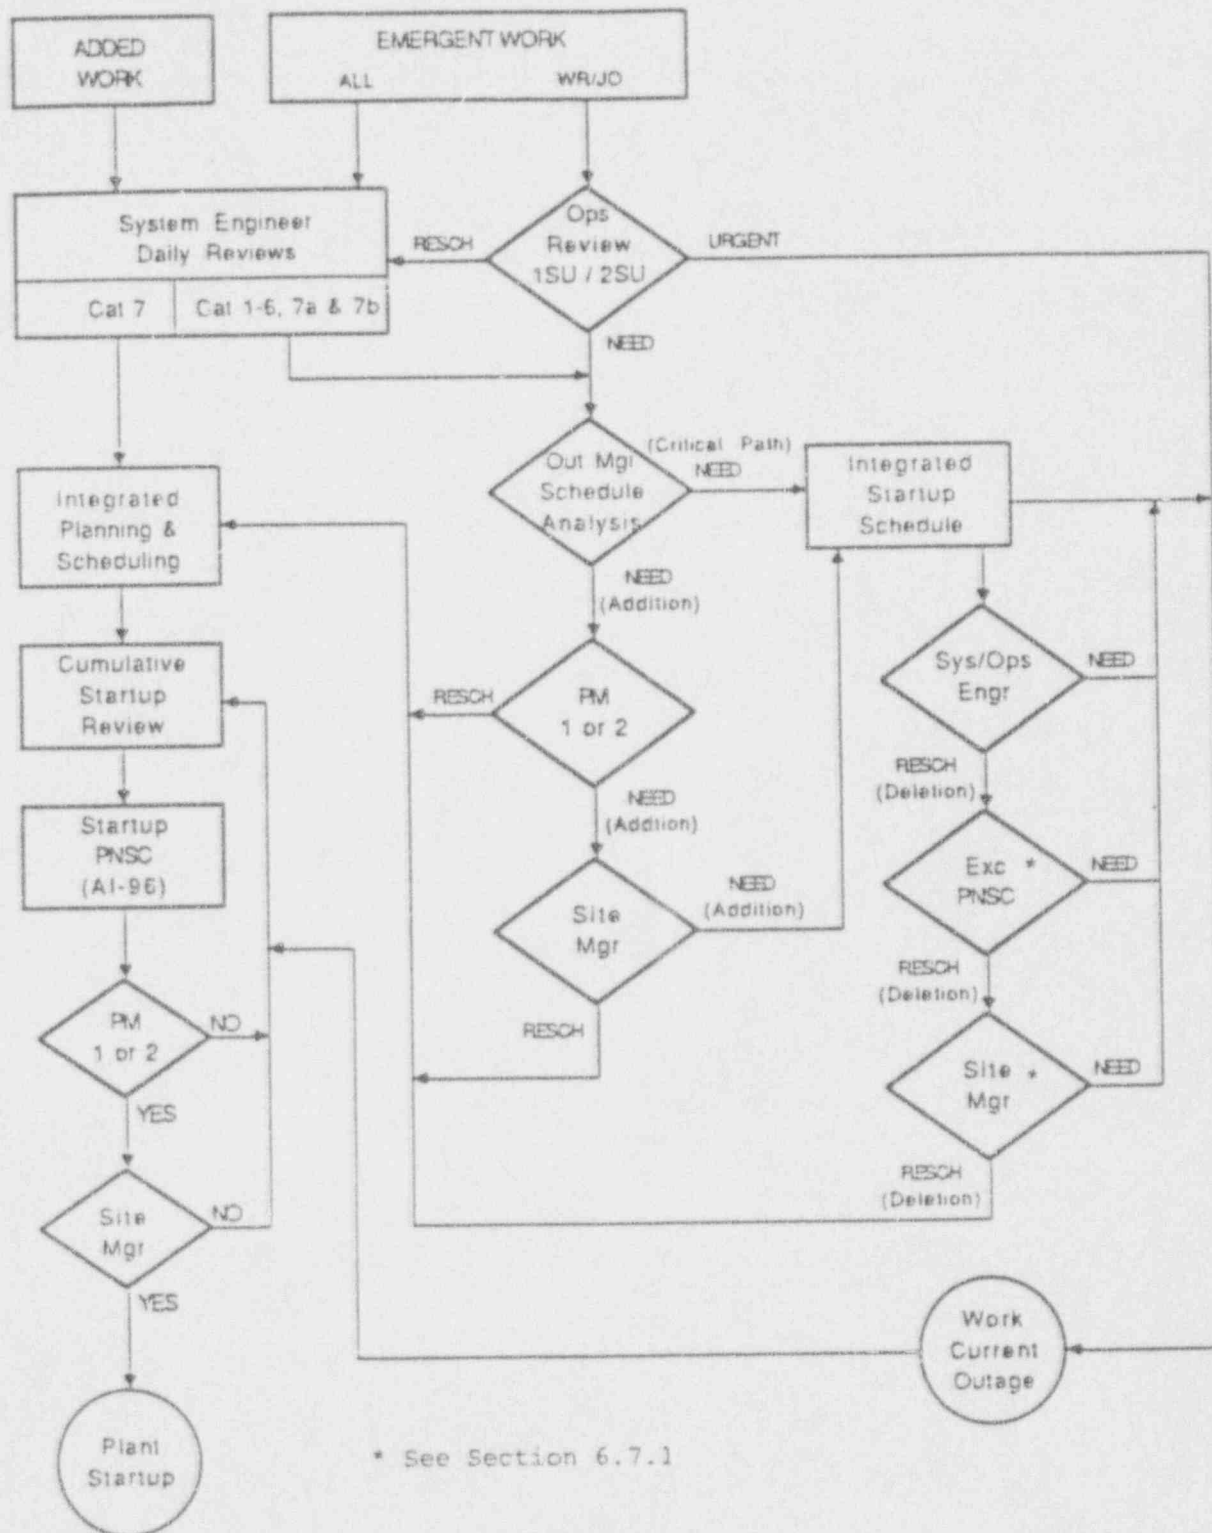 ADDED
WORK
EMERGENT WORK
ALL
WR/JO
System Engineer
Daily Reviews
Cat 7
Cat 1-6, 7a & 7b
RESCH
Ops
Review
1SU / 2SU
URGENT
NEED
Integrated
Planning &
Scheduling
Out Mgr
Schedule
Analysis
(Critical Path)
NEED
Integrated
Startup
Schedule
NEED
(Addition)
Cumulative
Startup
Review
RESCH
PM
1 or 2
Sys/Ops
Engr
NEED
RESCH
(Deletion)
NEED
(Addition)
Startup
PNSC
(AI-96)
Site
Mgr
NEED
(Addition)
Exc *
PNSC
NEED
RESCH
(Deletion)
RESCH
PM
1 or 2
NO
YES
Site *
Mgr
NEED
RESCH
(Deletion)
Site
Mgr
NO
YES
Work
Current
Outage
Plant
Startup
* See Section 6.7.1